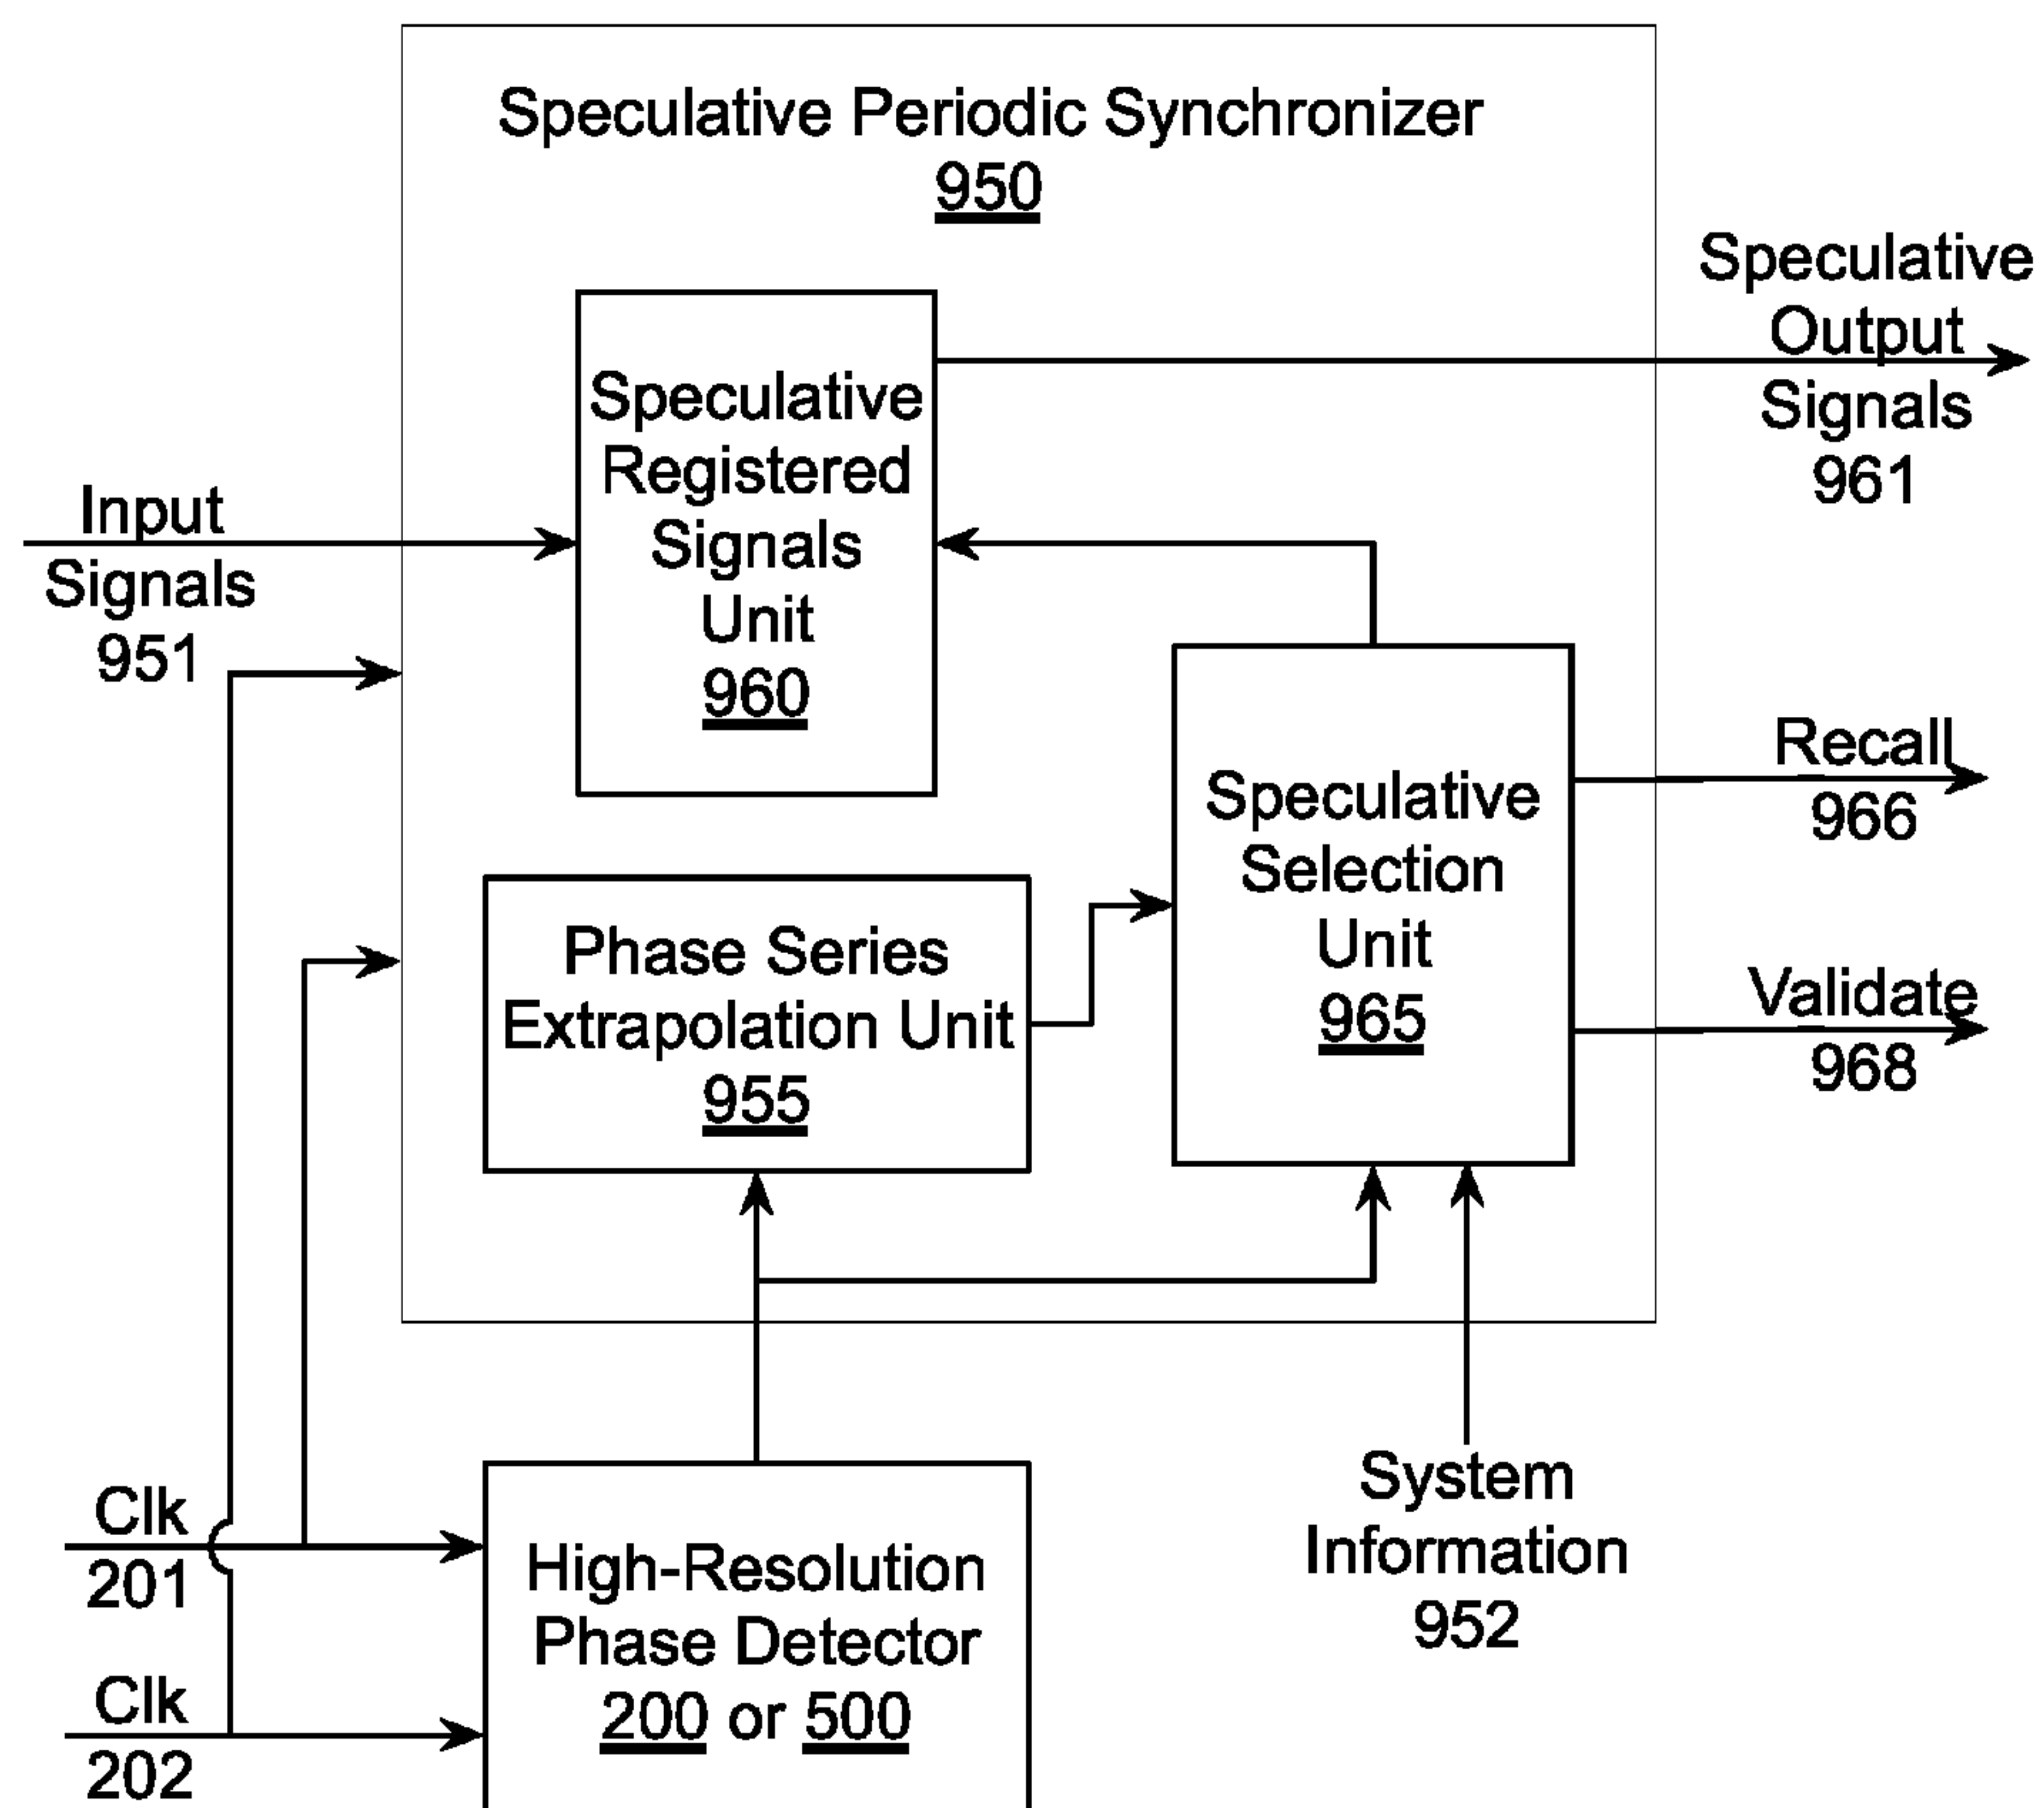 Speculative Periodic Synchronizer
950
Speculative
Output
Signals
961
Speculative
Registered
Signals
Unit
960
Input
Signals
951
Recall
966
Speculative
Selection
Unit
965
Validate
968
Phase Series
Extrapolation Unit
955
System
Information
952
Clk
201
Clk
202
High-Resolution
Phase Detector
200 or 500